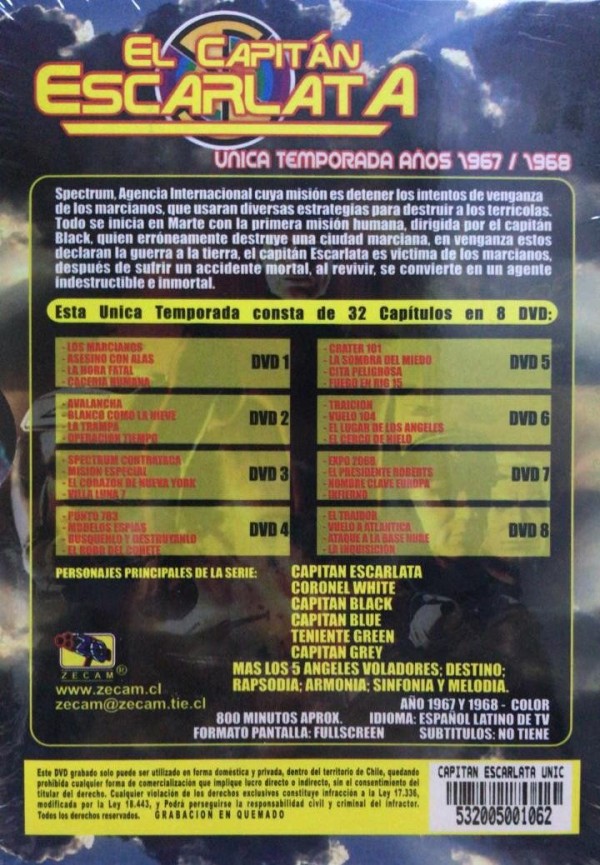 EL CAPITÁN
ESCARLATA
UNICA TEMPORADA AÑOS 1967 / 1968
Spectrum, Agencia Internacional cuya misión es detener los intentos de venganza
de los marcianos, que usaran diversas estrategias para destruir a los terrícolas.
Todo se inicia en Marte con la primera misión humana, dirigida por el capitán
Black, quien erróneamente destruye una ciudad marciana, en venganza estos
declaran la guerra a la tierra, el capitán Escarlata es victima de los marcianos,
después de sufrir un accidente mortal, al revivir, se convierte en un agente
indestructible e inmortal.
Esta Unica Temporada consta de 32 Capítulos en 8 DVD:
- LOS MARCIANOS
- ASESINO CON ALAS
- LA HORA FATAL
- CACERIA HUMANA
DVD 1
- AVALANCHA
- BLANCO COMO LA NIEVE
- LA TRAMPA
- OPERACION TIEMPO
DVD 2
- SPECTRUM CONTRATACA
- MISION ESPECIAL
- EL CORAZON DE NUEVA YORK
- VILLA LUNA 7
DVD 3
- PUNTO 783
- MODELOS ESPIAS
- BUSQUENLO Y DESTRUYANLO
- EL ROBO DEL COHETE
DVD 4
- CRATER 101
- LA SOMBRA DEL MIEDO
- CITA PELIGROSA
- FUEGO EN RIG 15
DVD 5
- TRAICION
- VUELO 104
- EL LUGAR DE LOS ANGELES
- EL CERCO DE HIELO
DVD 6
- EXPO 2068
- EL PRESIDENTE ROBERTS
- NOMBRE CLAVE EUROPA
- INFIERNO
DVD 7
- EL TRAIDOR
- VUELO A ATLANTICA
- ATAQUE A LA BASE NUBE
- LA INQUISICIÓN
DVD 8
PERSONAJES PRINCIPALES DE LA SERIE:
CAPITAN ESCARLATA
CORONEL WHITE
CAPITAN BLACK
CAPITAN BLUE
TENIENTE GREEN
CAPITAN GREY
MAS LOS 5 ANGELES VOLADORES; DESTINO;
RAPSODIA; ARMONIA; SINFONIA Y MELODIA.
ZECAM®
www.zecam.cl
zecam@zecam.tie.cl
AÑO 1967 Y 1968 - COLOR
800 MINUTOS APROX. IDIOMA: ESPAÑOL LATINO DE TV
FORMATO PANTALLA: FULLSCREEN SUBTITULOS: NO TIENE
Este DVD grabado solo puede ser utilizado en forma doméstica y privada, dentro del territorio de Chile, quedando
prohibida cualquier forma de comercialización que implique lucro directo o indirecto, sin el consentimiento del
titular del derecho. Cualquier violación de los derechos exclusivos constituye infracción a la Ley 17.336,
modificada por la Ley 18.443, y Podrá perseguirse la responsabilidad civil y criminal del infractor.
Todos los derechos reservados. GRABACION EN QUEMADO
CAPITAN ESCARLATA UNIC
532005001062